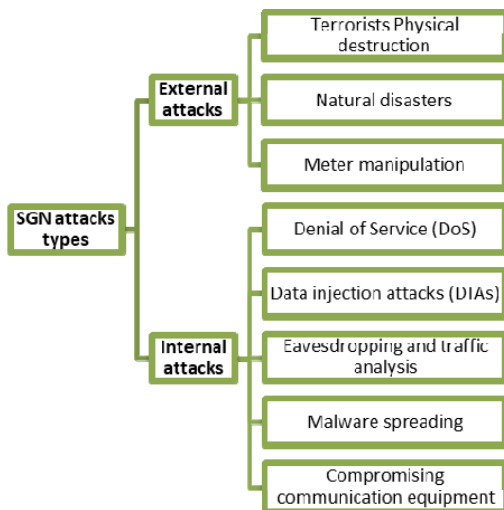 Terrorists Physical
destruction
External
attacks
Natural disasters
Meter manipulation
SGN attacks
types
Denial of Service (DoS)
Data injection attacks (DIAs)
Internal
attacks
Eavesdropping and traffic
analysis
Malware spreading
Compromising
communication equipment